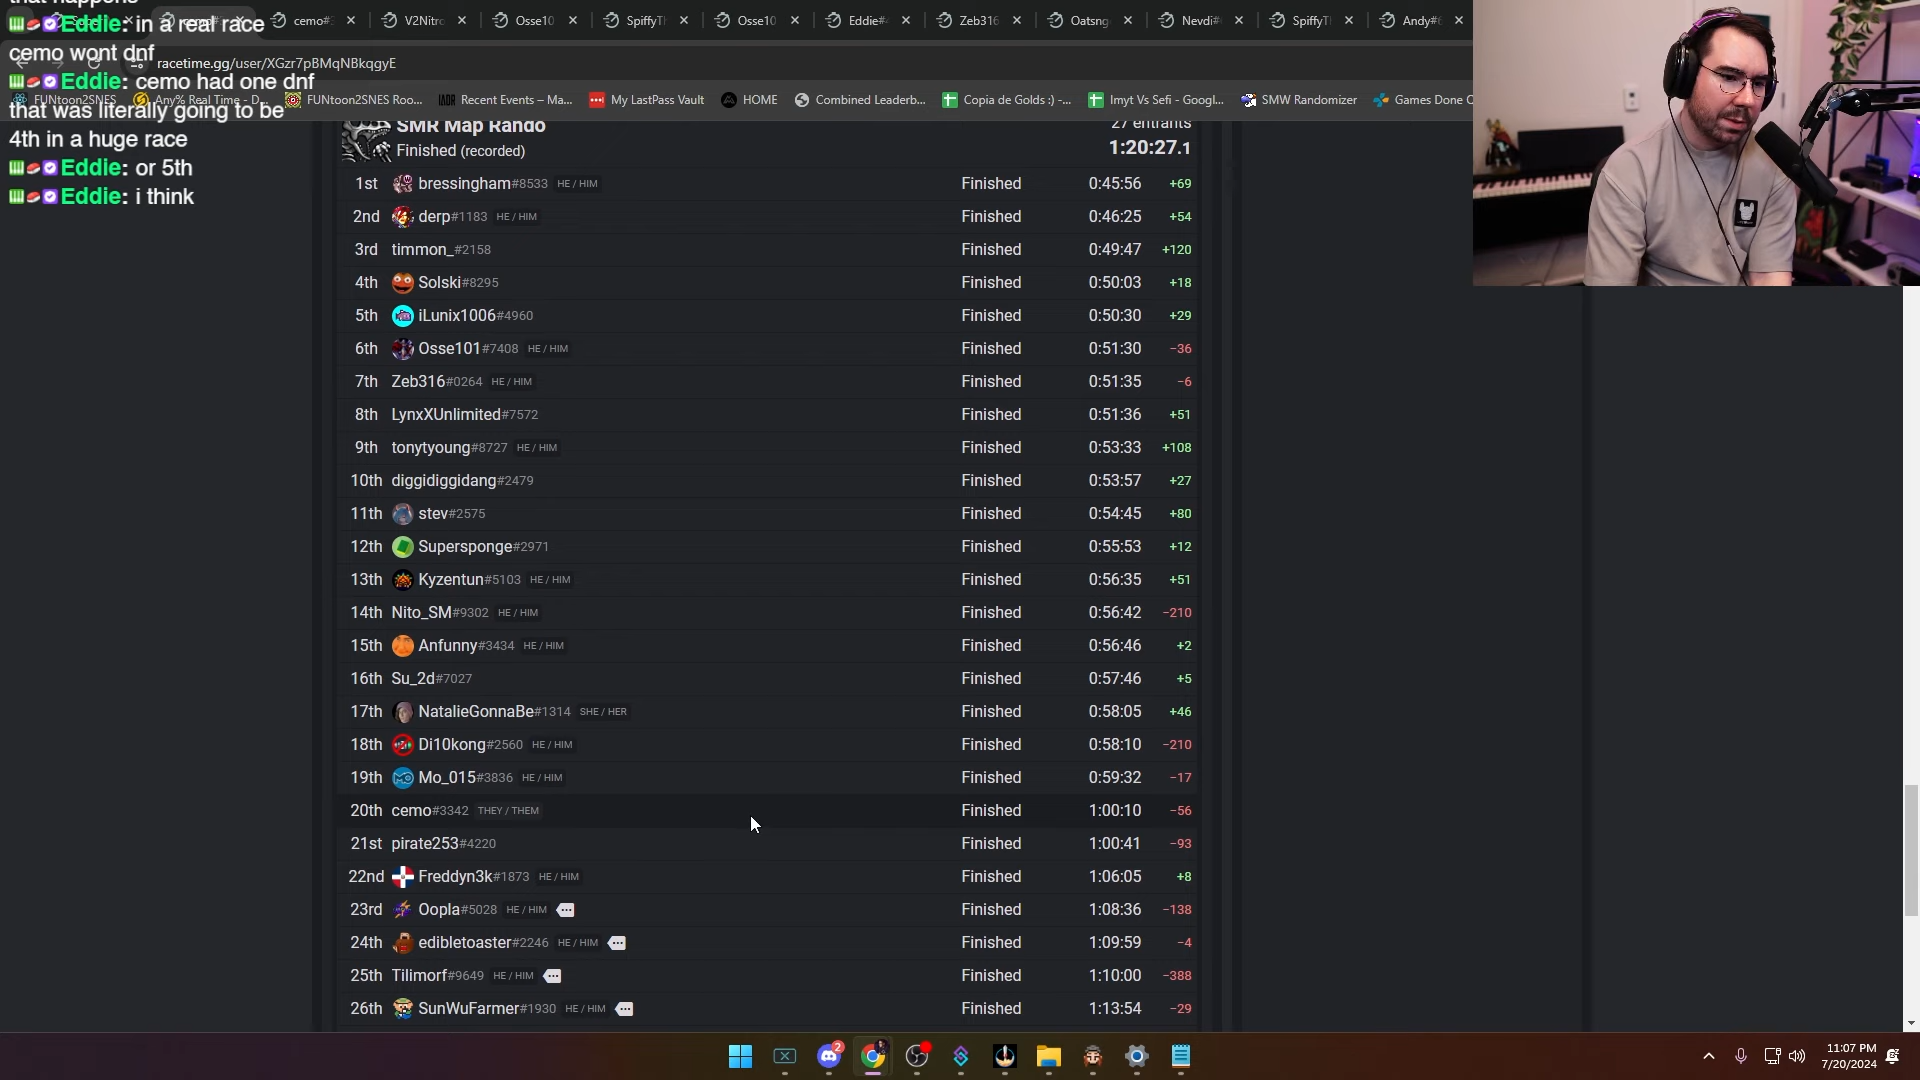 that happens
Eddie: in a real race
cemo wont dnf
Eddie: cemo had one dnf
that was literally going to be
4th in a huge race
Eddie: or 5th
Eddie: i think
cemo#
V2Nitro
Osse10
SpiffyTl
Osse10
Eddie#
Zeb316
Oatsng
Nevdi#
SpiffyTl
Andy#
racetime.gg/user/XGzr7pBMqNBkqgyE
FUNtoon2SNES
Any% Real Time - D...
FUNtoon2SNES Roo...
Recent Events – Ma...
My LastPass Vault
HOME
Combined Leaderb...
Copia de Golds :) -...
Imyt Vs Sefi - Googl...
SMW Randomizer
Games Done C
SMR Map Rando 27 entrants
Finished (recorded) 1:20:27.1
1st bressingham#8533 HE / HIM Finished 0:45:56 +69
2nd derp#1183 HE / HIM Finished 0:46:25 +54
3rd timmon_#2158 Finished 0:49:47 +120
4th Solski#8295 Finished 0:50:03 +18
5th iLunix1006#4960 Finished 0:50:30 +29
6th Osse101#7408 HE / HIM Finished 0:51:30 −36
7th Zeb316#0264 HE / HIM Finished 0:51:35 −6
8th LynxXUnlimited#7572 Finished 0:51:36 +51
9th tonytyoung#8727 HE / HIM Finished 0:53:33 +108
10th diggidiggidang#2479 Finished 0:53:57 +27
11th stev#2575 Finished 0:54:45 +80
12th Supersponge#2971 Finished 0:55:53 +12
13th Kyzentun#5103 HE / HIM Finished 0:56:35 +51
14th Nito_SM#9302 HE / HIM Finished 0:56:42 −210
15th Anfunny#3434 HE / HIM Finished 0:56:46 +2
16th Su_2d#7027 Finished 0:57:46 +5
17th NatalieGonnaBe#1314 SHE / HER Finished 0:58:05 +46
18th Di10kong#2560 HE / HIM Finished 0:58:10 −210
19th Mo_015#3836 HE / HIM Finished 0:59:32 −17
20th cemo#3342 THEY / THEM Finished 1:00:10 −56
21st pirate253#4220 Finished 1:00:41 −93
22nd Freddyn3k#1873 HE / HIM Finished 1:06:05 +8
23rd Oopla#5028 HE / HIM Finished 1:08:36 −138
24th edibletoaster#2246 HE / HIM Finished 1:09:59 −4
25th Tilimorf#9649 HE / HIM Finished 1:10:00 −388
26th SunWuFarmer#1930 HE / HIM Finished 1:13:54 −29
2
11:07 PM
7/20/2024